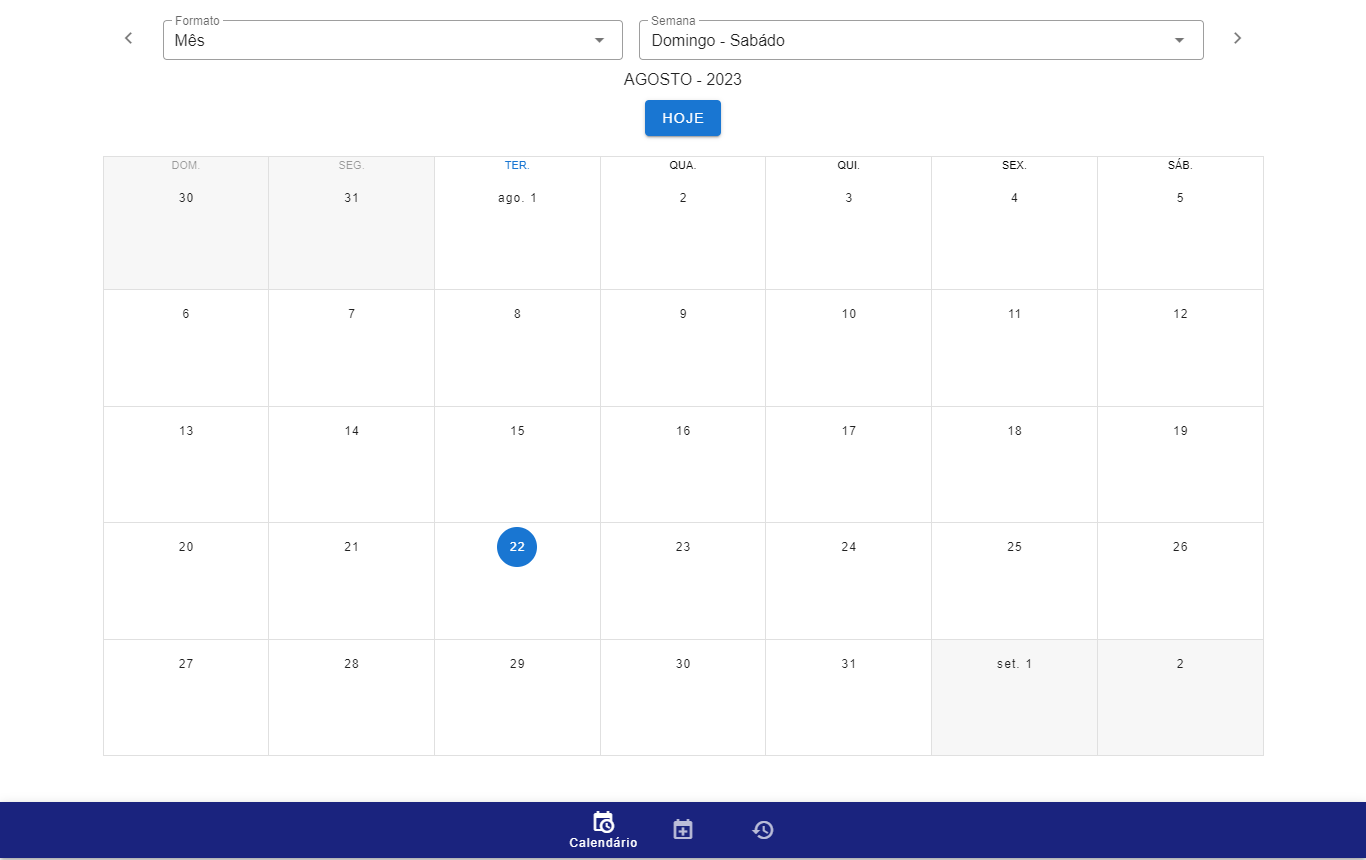 Formato
Mês
Semana
Domingo - Sabádo
AGOSTO - 2023
HOJE
DOM. SEG. TER. QUA. QUI. SEX. SÁB.
30 31 ago. 1 2 3 4 5
6 7 8 9 10 11 12
13 14 15 16 17 18 19
20 21 22 23 24 25 26
27 28 29 30 31 set. 1 2
Calendário